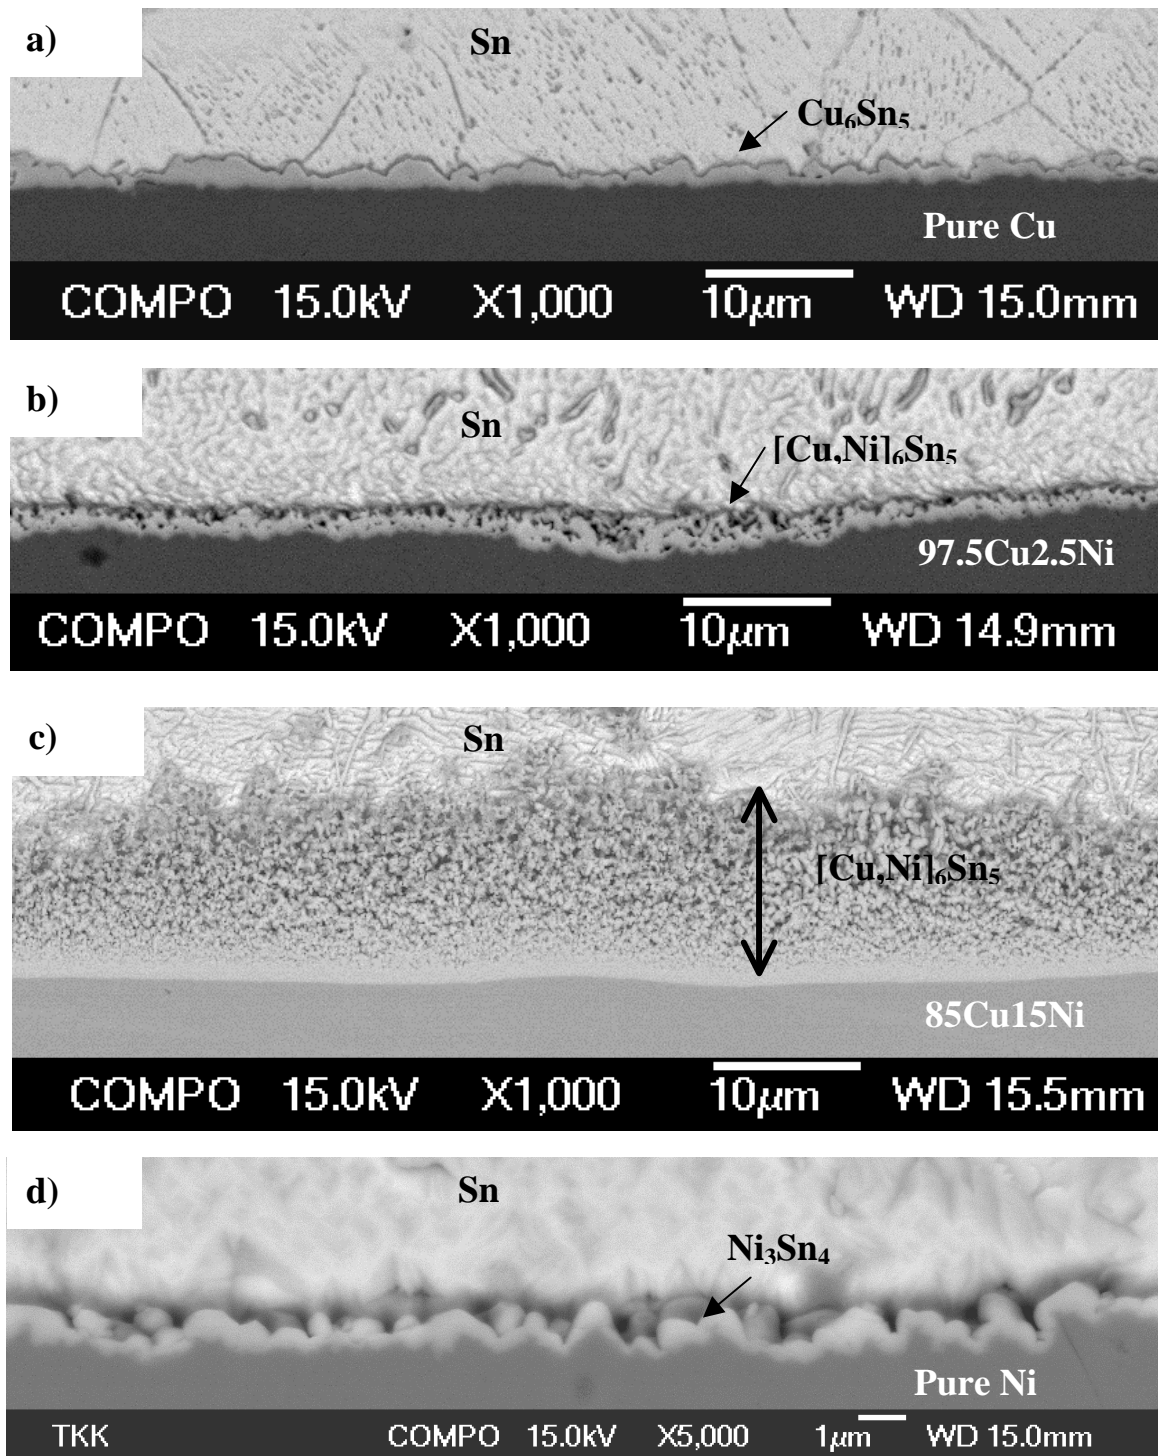 a)
Sn
Cu₆Sn₅
Pure Cu
COMPO 15.0kV X1,000 10μm WD 15.0mm
b)
Sn
[Cu,Ni]₆Sn₅
97.5Cu2.5Ni
COMPO 15.0kV X1,000 10μm WD 14.9mm
c)
Sn
[Cu,Ni]₆Sn₅
85Cu15Ni
COMPO 15.0kV X1,000 10μm WD 15.5mm
d)
Sn
Ni₃Sn₄
Pure Ni
TKK COMPO 15.0kV X5,000 1μm WD 15.0mm